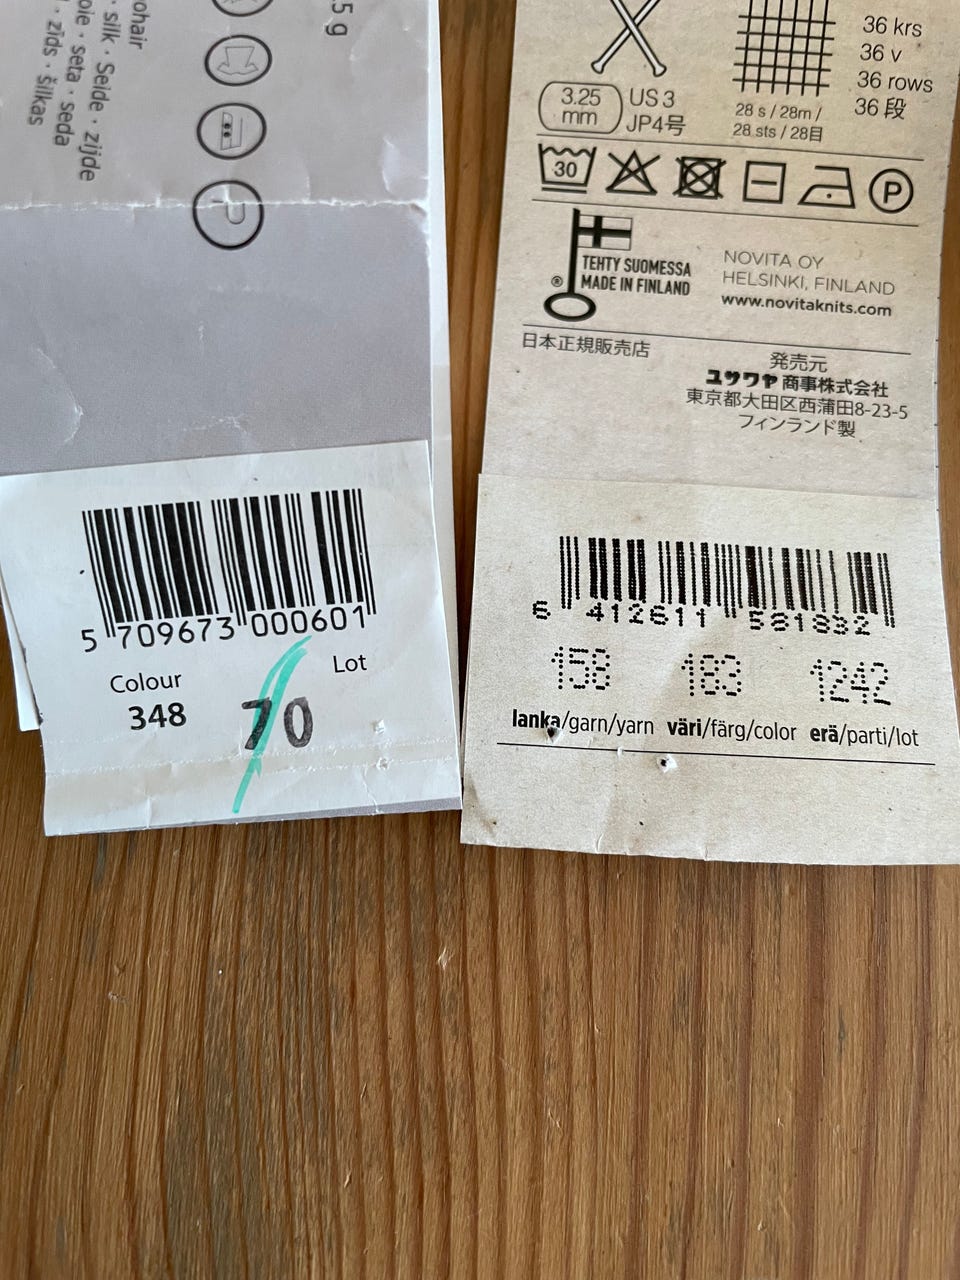 5 g
ohair
· silk · Seide · zijde
oie · seta · seda
· zīds · šilkas
5 709673 000601
Colour
348
Lot
70
3.25
mm
US 3
JP4号
28 s / 28m /
28 sts / 28目
36 krs
36 v
36 rows
36 段
30
P
TEHTY SUOMESSA
® MADE IN FINLAND
NOVITA OY
HELSINKI, FINLAND
www.novitaknits.com
日本正規販売店
発売元
ユザワヤ 商事株式会社
東京都大田区西蒲田8-23-5
フィンランド製
6 412611 581832
158 183 1242
lanka/garn/yarn väri/färg/color erä/parti/lot